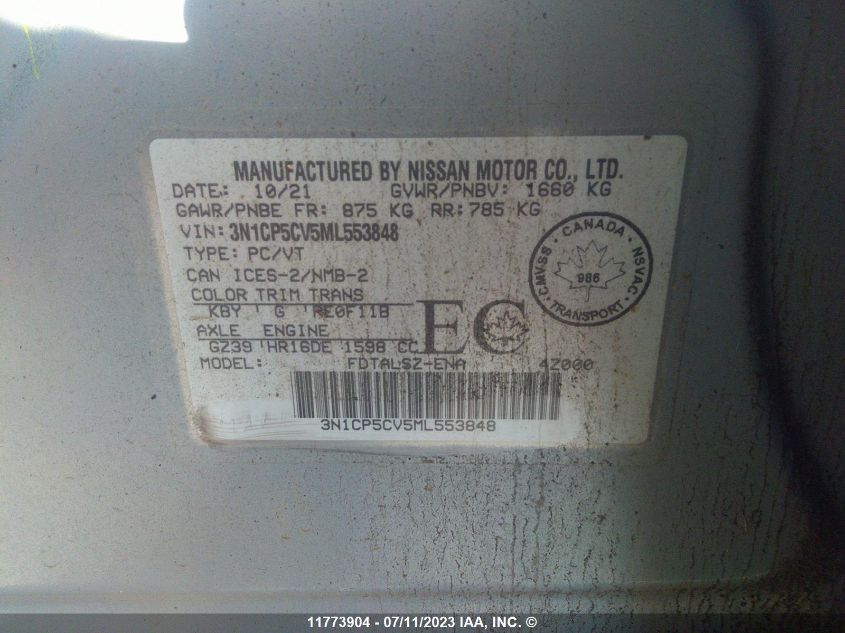 MANUFACTURED BY NISSAN MOTOR CO., LTD.
DATE: 10/21 GVWR/PNBV: 1660 KG
GAWR/PNBE FR: 875 KG RR: 785 KG
VIN: 3N1CP5CV5ML553848
TYPE: PC/VT
CAN ICES-2/NMB-2
COLOR TRIM TRANS
KBY G RE0F11B
AXLE ENGINE
GZ39 HR16DE 1598 CC
MODEL: FDTALSZ-ENA 4Z000
EC
CANADA
CMVSS NSVAC
986
TRANSPORT
3N1CP5CV5ML553848
11773904 - 07/11/2023 IAA, INC. ©